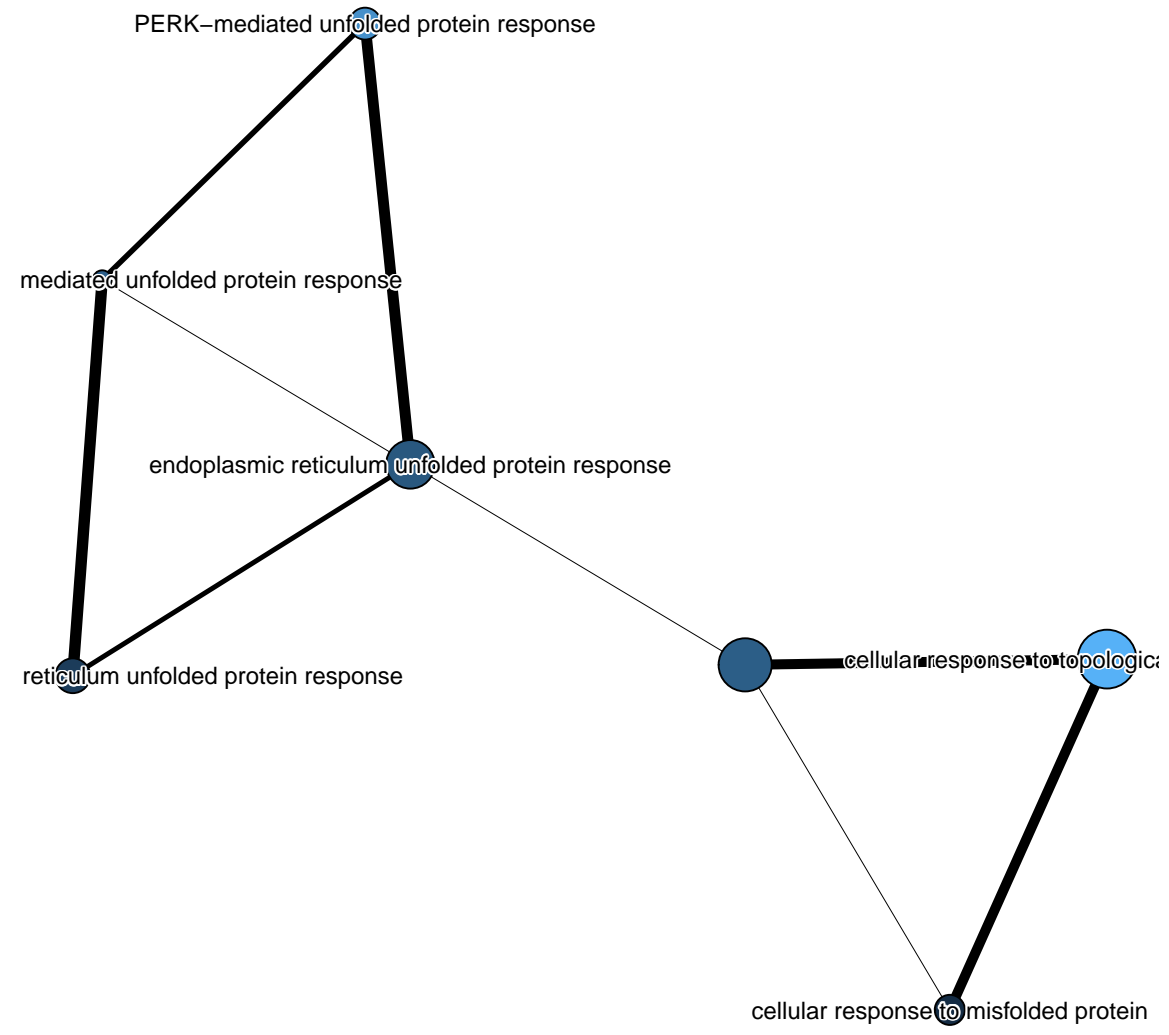 PERK−mediated unfolded protein response
mediated unfolded protein response
endoplasmic reticulum unfolded protein response
cellular response to
reticulum unfolded protein response
cellular response to misfolded protein